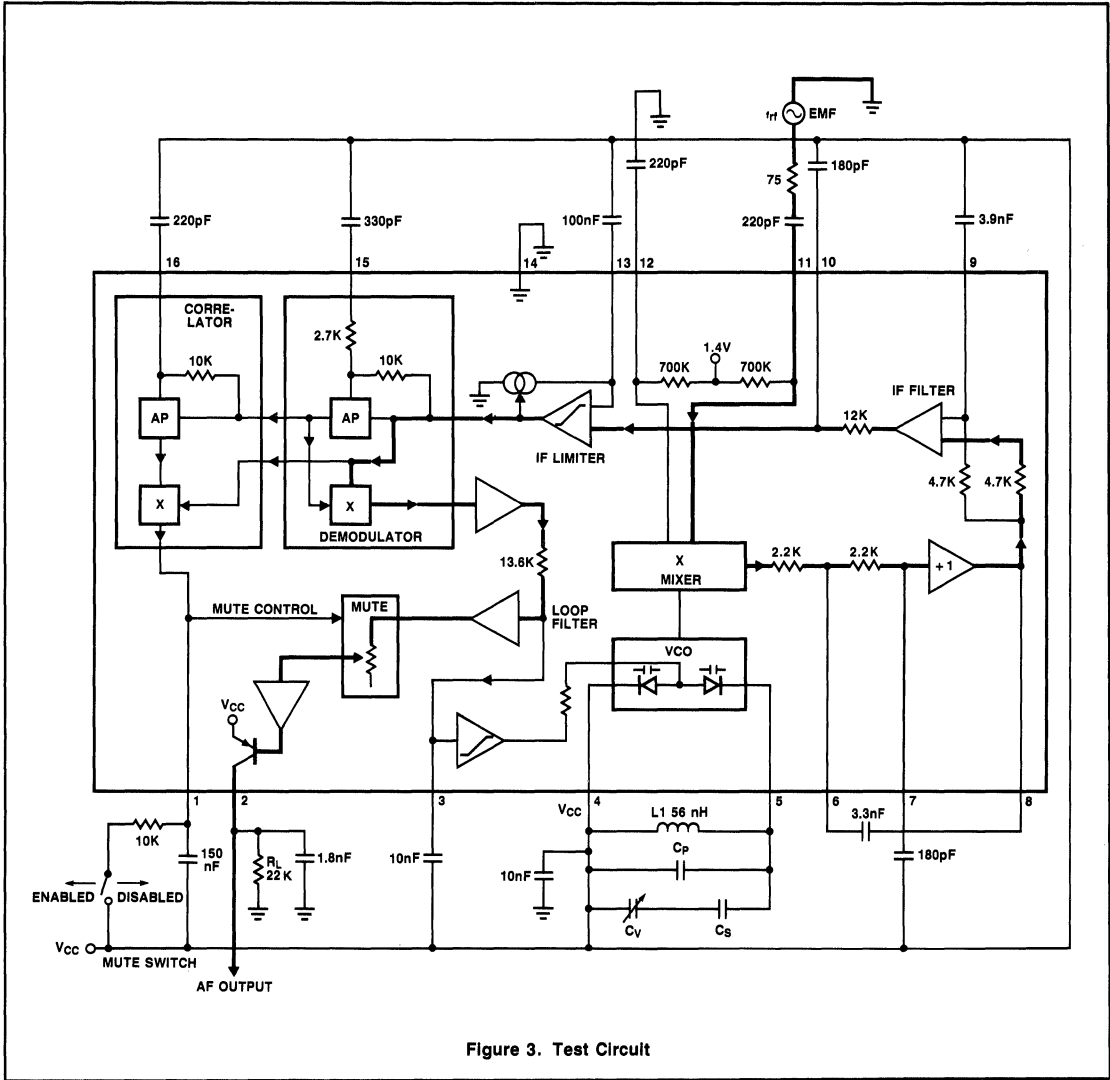 frf EMF
220pF
75
180pF
220pF
330pF
100nF
220pF
3.9nF
16
15
14
13
12
11
10
9
CORRE-
LATOR
2.7K
10K
10K
1.4V
700K
700K
IF FILTER
AP
AP
12K
IF LIMITER
4.7K
4.7K
X
X
DEMODULATOR
13.6K
X
MIXER
2.2K
2.2K
+1
MUTE CONTROL
MUTE
LOOP
FILTER
VCO
VCC
1
2
3
VCC
4
5
6
7
8
L1 56 nH
3.3nF
10K
150
nF
RL
22K
1.8nF
10nF
CP
10nF
180pF
ENABLED
DISABLED
CV
CS
VCC
MUTE SWITCH
AF OUTPUT
Figure 3. Test Circuit